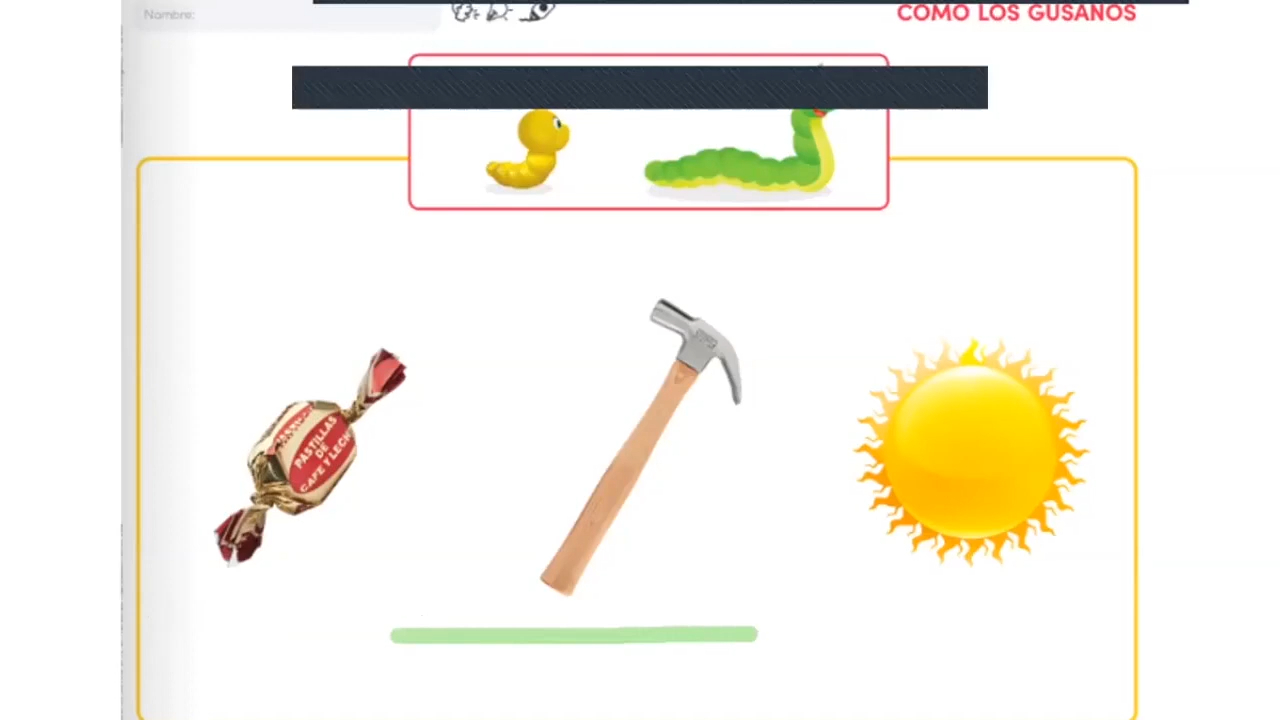 Nombre:
COMO LOS GUSANOS
PASTILLAS
DE
CAFE Y LECHE